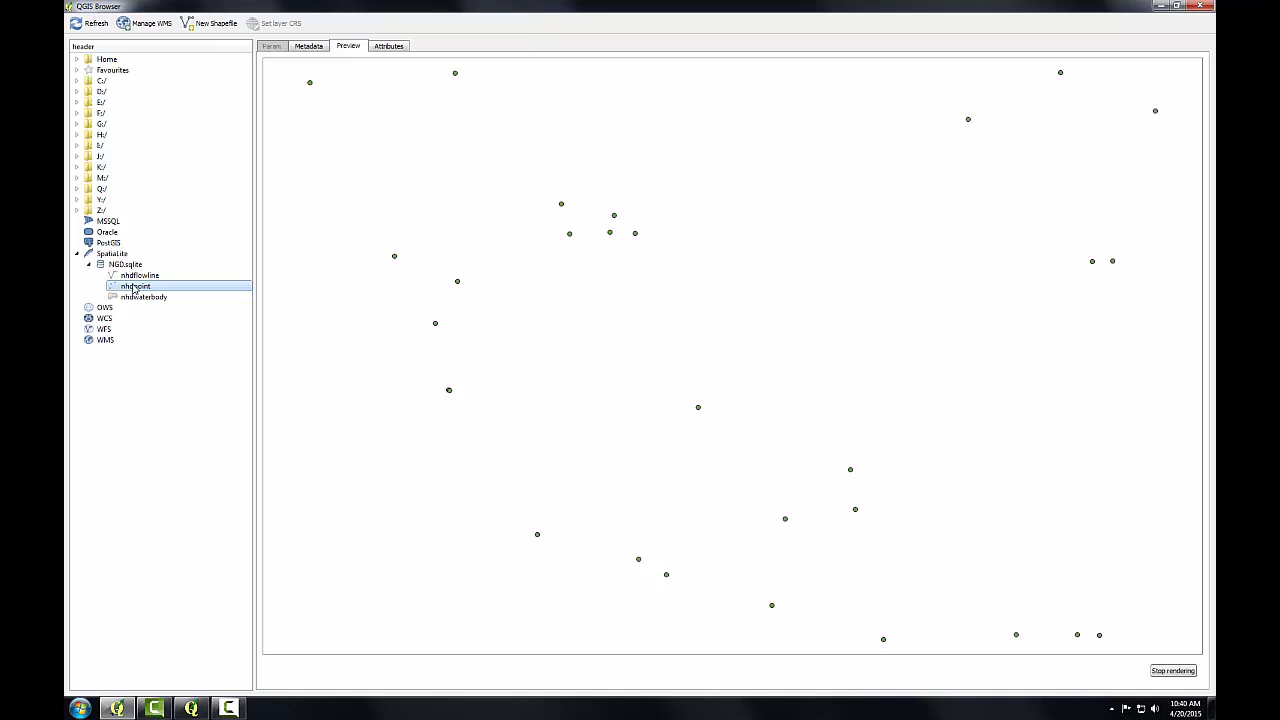 QGIS Browser
Refresh Manage WMS New Shapefile Set layer CRS
header
Param Metadata Preview Attributes
Home
Favourites
C:/
D:/
E:/
F:/
G:/
H:/
I:/
J:/
K:/
M:/
Q:/
Y:/
Z:/
MSSQL
Oracle
PostGIS
SpatiaLite
NGD.sqlite
nhdflowline
nhdpoint
nhdwaterbody
OWS
WCS
WFS
WMS
Stop rendering
10:40 AM
4/20/2015